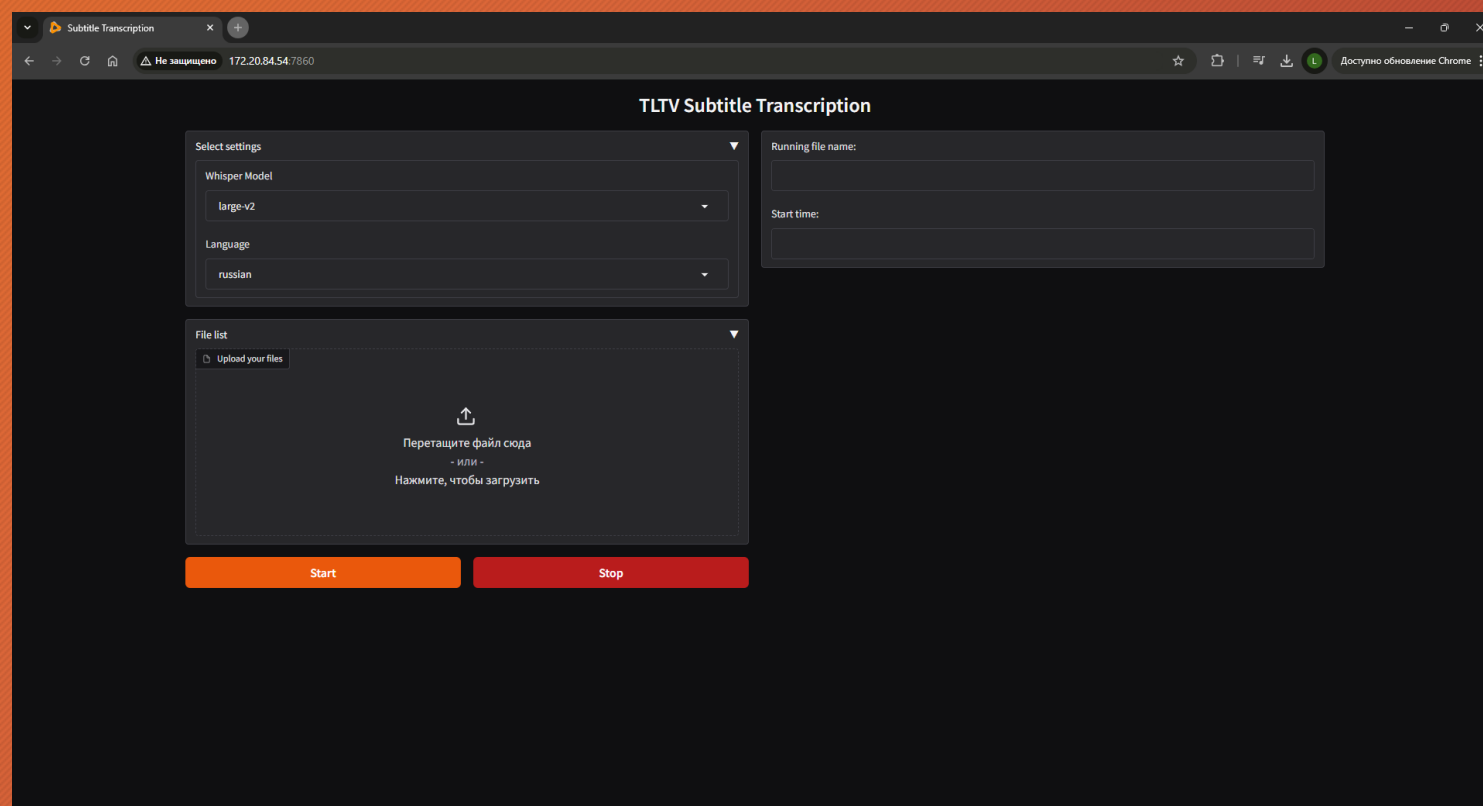 Subtitle Transcription
Не защищено 172.20.84.54:7860
L
Доступно обновление Chrome
TLTV Subtitle Transcription
Select settings
Whisper Model
large-v2
Language
russian
Running file name:
Start time:
File list
Upload your files
Перетащите файл сюда
- или -
Нажмите, чтобы загрузить
Start
Stop